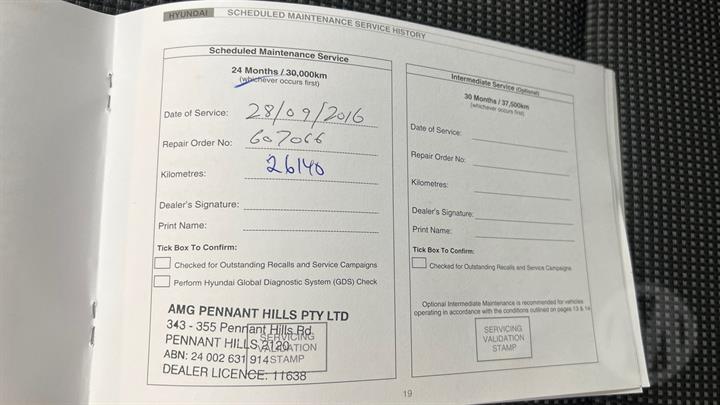 HYUNDAI SCHEDULED MAINTENANCE SERVICE HISTORY
Scheduled Maintenance Service
24 Months / 30,000km
(whichever occurs first)
Date of Service: 28/09/2016
Repair Order No: 607066
Kilometres: 26140
Dealer's Signature:
Print Name:
Tick Box To Confirm:
Checked for Outstanding Recalls and Service Campaigns
Perform Hyundai Global Diagnostic System (GDS) Check
AMG PENNANT HILLS PTY LTD
343 - 355 Pennant Hills Rd
PENNANT HILLS, 2120
ABN: 24 002 631 914
DEALER LICENCE: 11638
SERVICING
VALIDATION
STAMP
Intermediate Service (Optional)
30 Months / 37,500km
(whichever occurs first)
Date of Service:
Repair Order No:
Kilometres:
Dealer's Signature:
Print Name:
Tick Box To Confirm:
Checked for Outstanding Recalls and Service Campaigns
Optional Intermediate Maintenance is recommended for vehicles
operating in accordance with the conditions outlined on pages 13 & 14
SERVICING
VALIDATION
STAMP
19